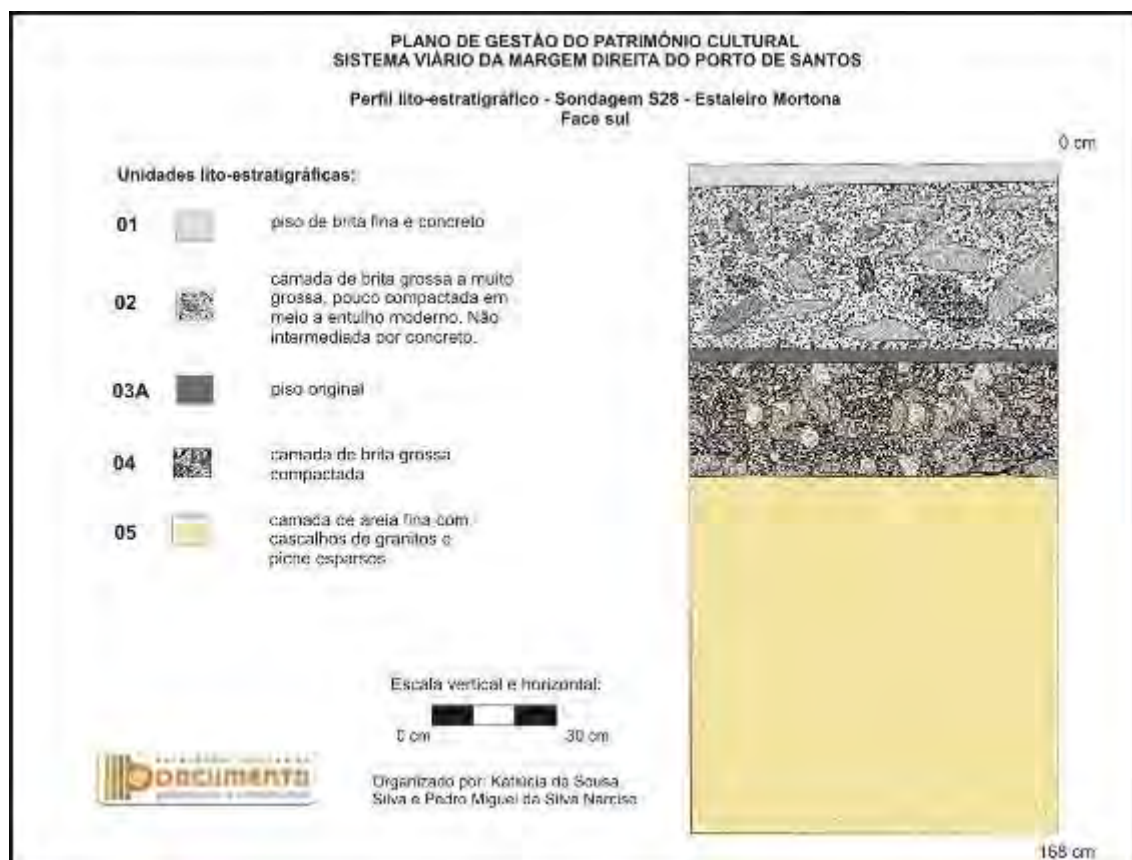 PLANO DE GESTÃO DO PATRIMÔNIO CULTURAL
SISTEMA VIÁRIO DA MARGEM DIREITA DO PORTO DE SANTOS
Perfil lito-estratigráfico - Sondagem S28 - Estaleiro Mortona
Face sul
0 cm
Unidades lito-estratigráficas:
01 piso de brita fina e concreto
02 camada de brita grossa a muito
grossa, pouco compactada em
meio a entulho moderno. Não
intermediada por concreto.
03A piso original
04 camada de brita grossa
compactada
05 camada de areia fina com
cascalhos de granitos e
piche esparsos
Escala vertical e horizontal:
0 cm 30 cm
Documento
Organizado por: Katiúcia da Sousa
Silva e Pedro Miguel da Silva Narciso
168 cm